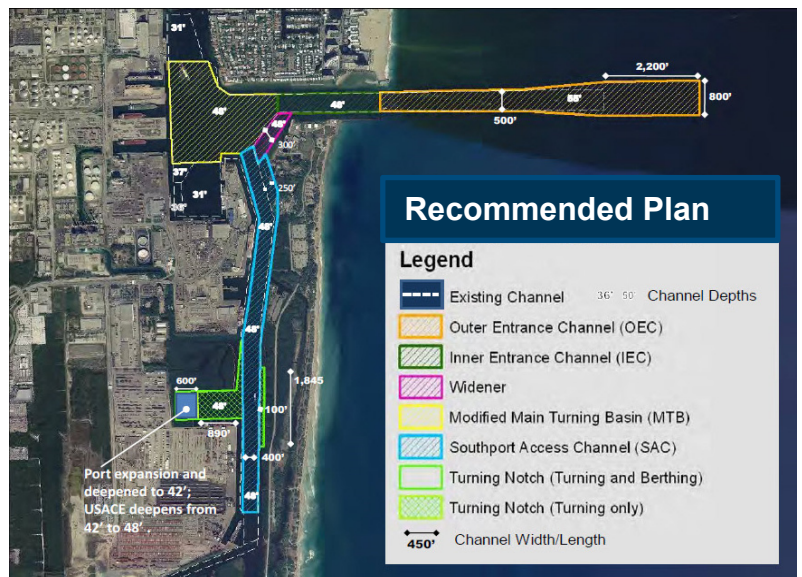 31'
2,200'
48'
48'
55'
800'
500'
48'
300'
37'
31'
250'
48'
Recommended Plan
Legend
Existing Channel 36' 50' Channel Depths
Outer Entrance Channel (OEC)
Inner Entrance Channel (IEC)
Widener
Modified Main Turning Basin (MTB)
Southport Access Channel (SAC)
Turning Notch (Turning and Berthing)
Turning Notch (Turning only)
450' Channel Width/Length
48'
600'
1,845
48'
100'
890'
400'
Port expansion and
deepened to 42';
USACE deepens from
42' to 48' .
48'